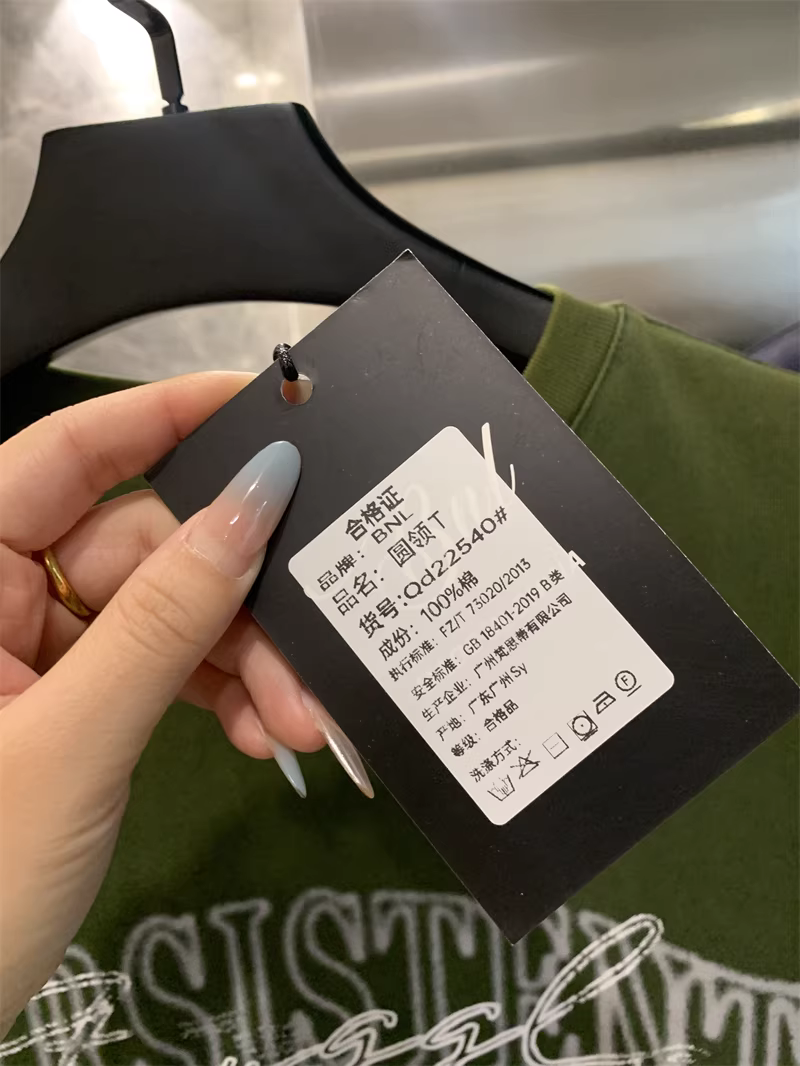 合格证
品牌：BNL
品名：圆领T
货号:Qd22540#
成份：100%棉
执行标准：FZ/T 73020/2013
安全标准：GB 18401-2019 B类
生产企业：广州梵思蒂有限公司
产地：广东广州Sy
等级：合格品
洗涤方式：
F